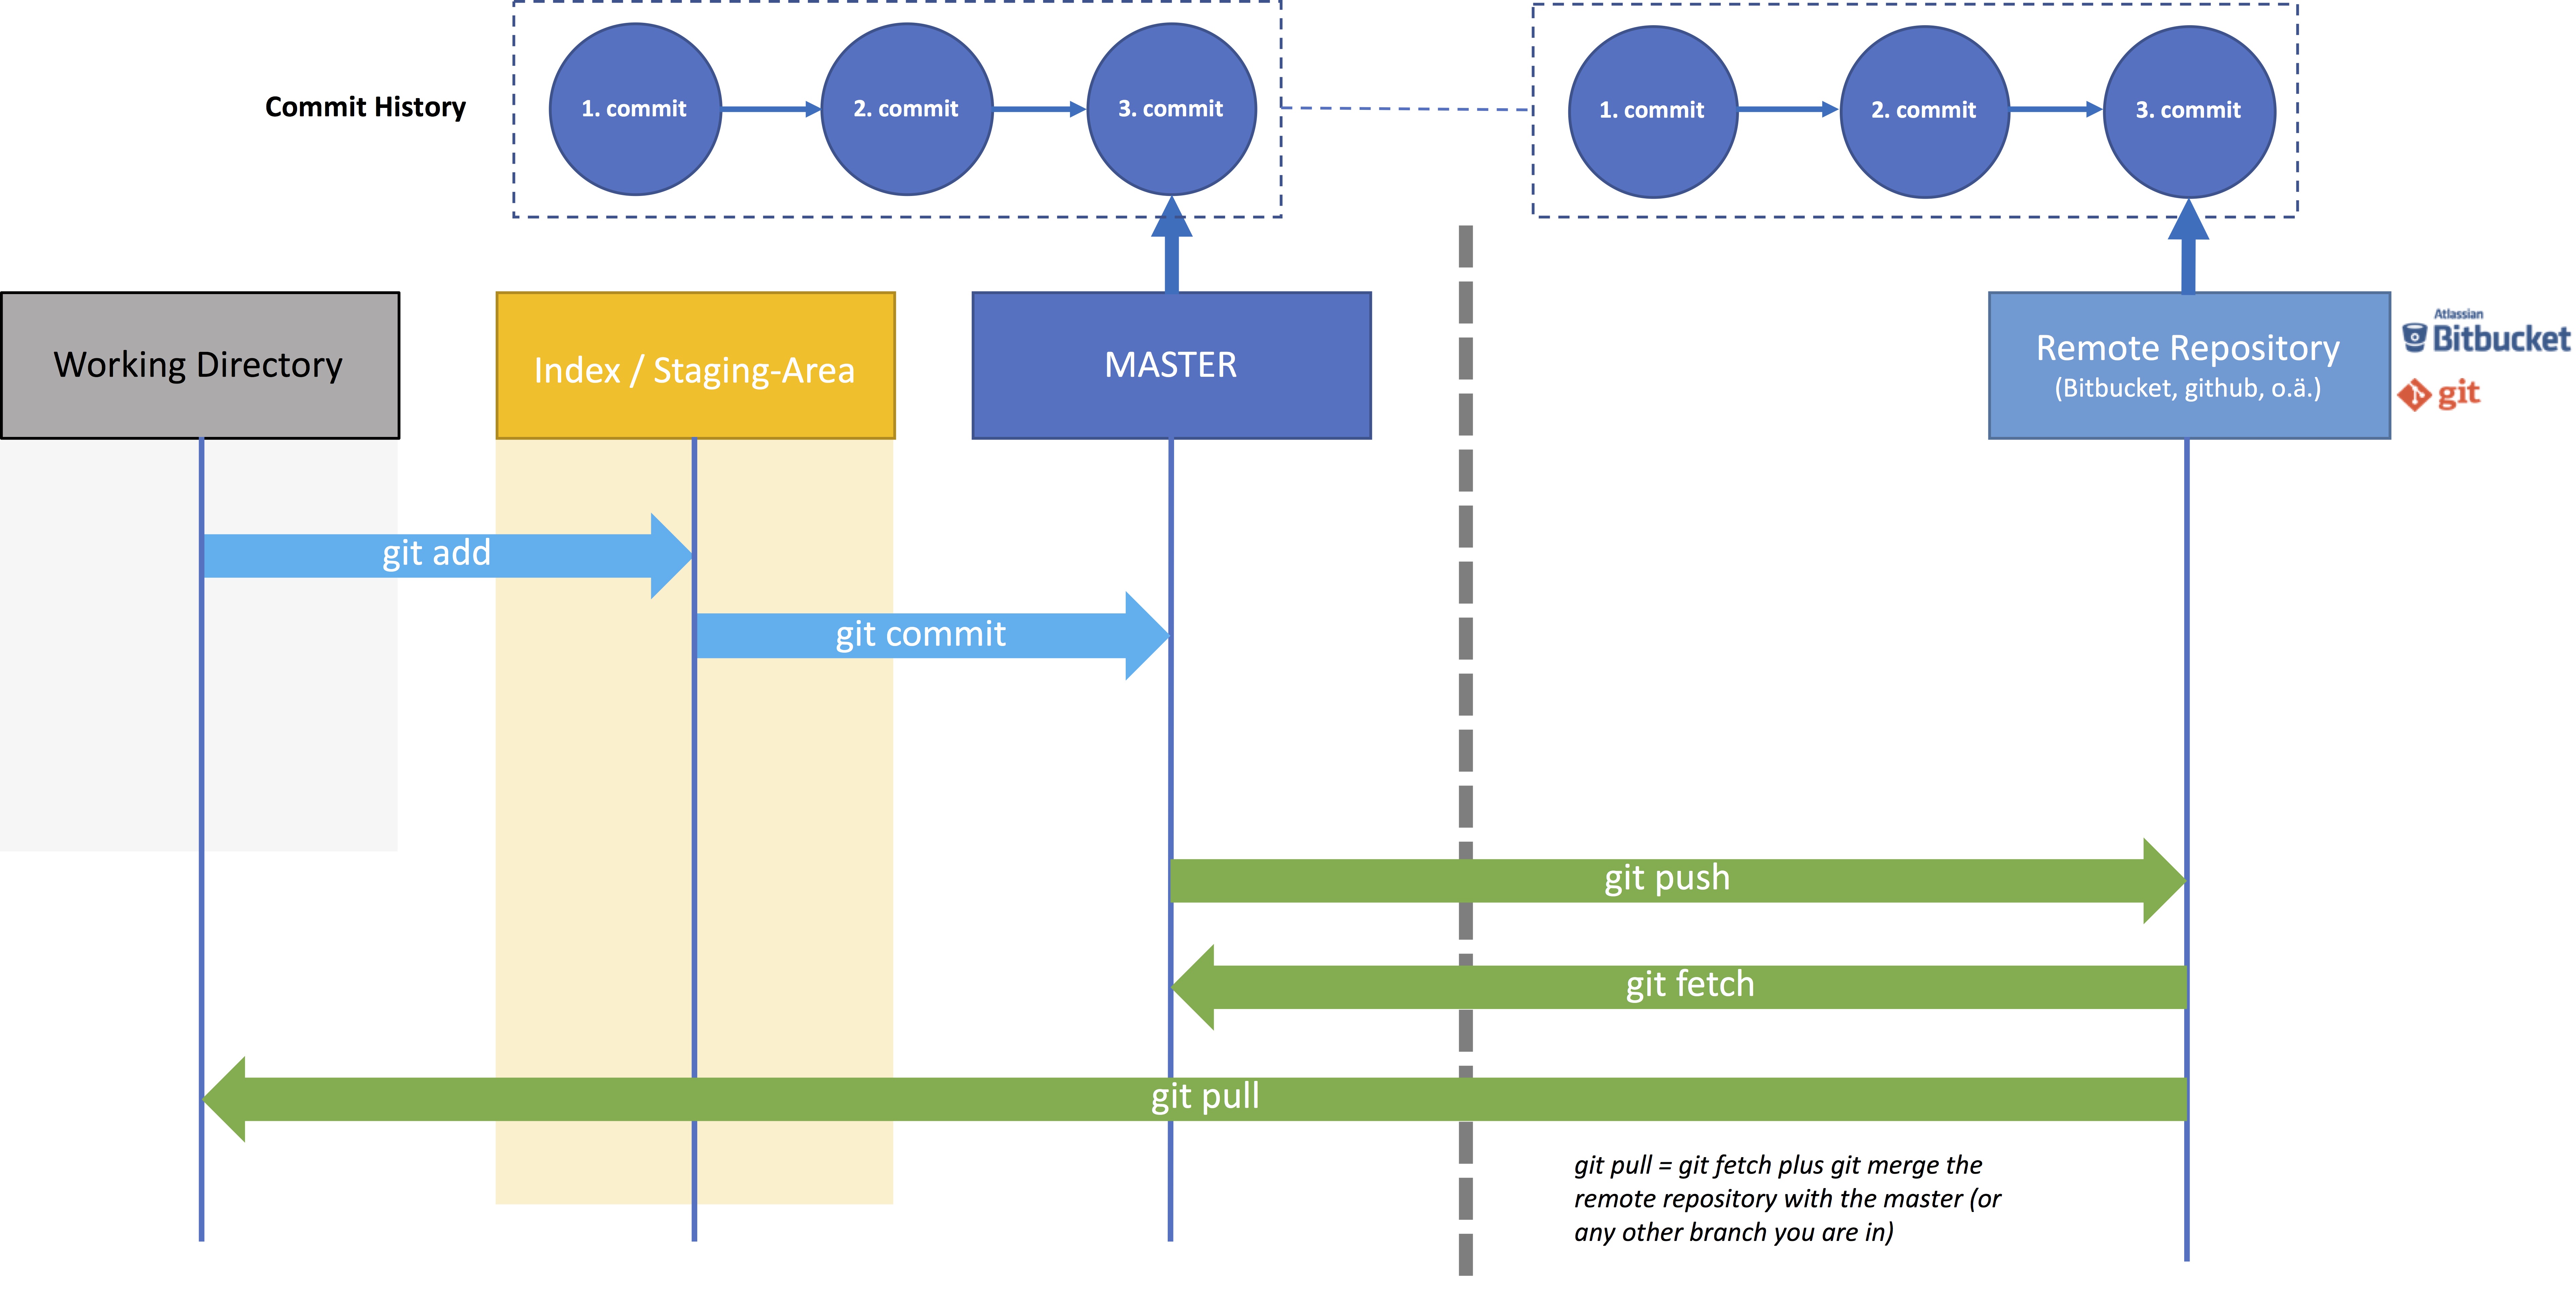 Commit History
1. commit
2. commit
3. commit
1. commit
2. commit
3. commit
Working Directory
Index / Staging-Area
MASTER
Remote Repository
(Bitbucket, github, o.ä.)
Atlassian
Bitbucket
git
git add
git commit
git push
git fetch
git pull
git pull = git fetch plus git merge the
remote repository with the master (or
any other branch you are in)